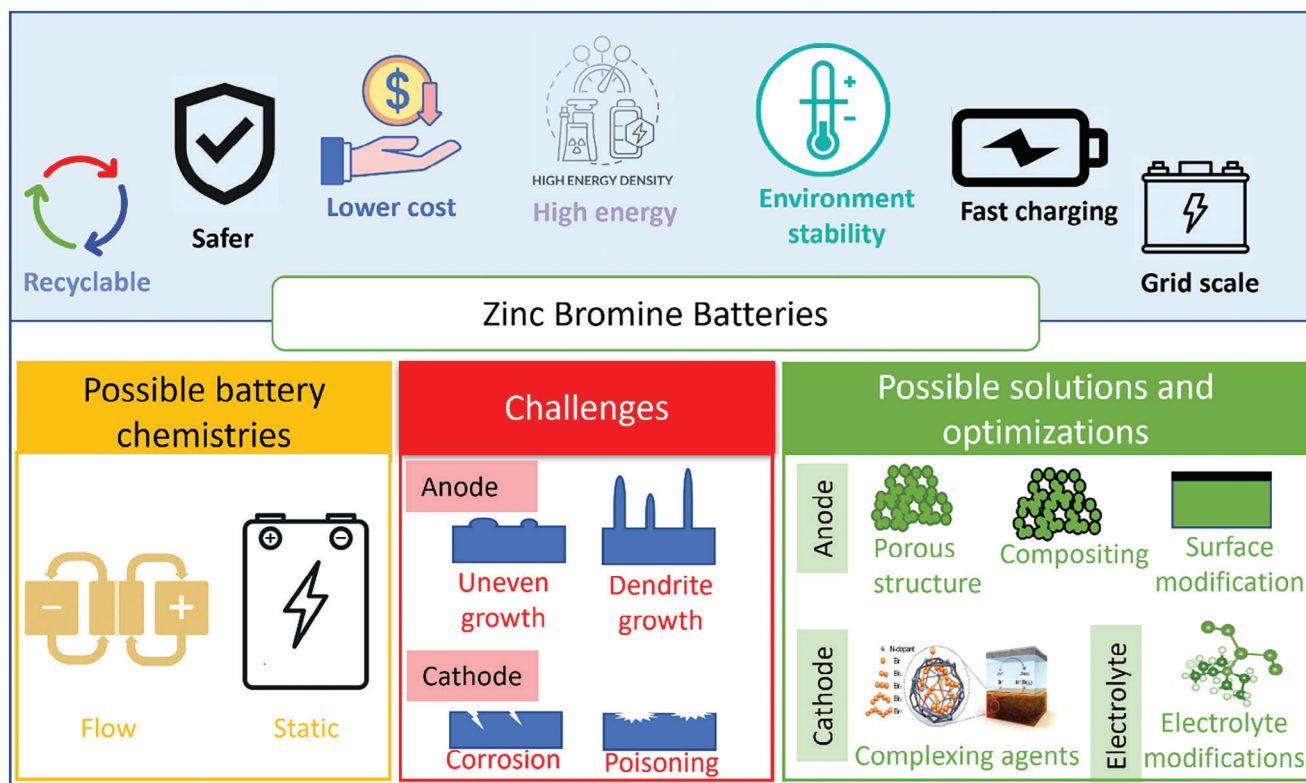 $
+
-
HIGH ENERGY DENSITY
Recyclable
Safer
Lower cost
High energy
Environment
stability
Fast charging
Grid scale
Zinc Bromine Batteries
Possible battery
chemistries
−
+
+
−
Flow
Static
Challenges
Anode
Uneven
growth
Dendrite
growth
Cathode
Corrosion
Poisoning
Possible solutions and
optimizations
Anode
Porous
structure
Compositing
Surface
modification
Cathode
N-dopant
Complexing agents
Electrolyte
Electrolyte
modifications